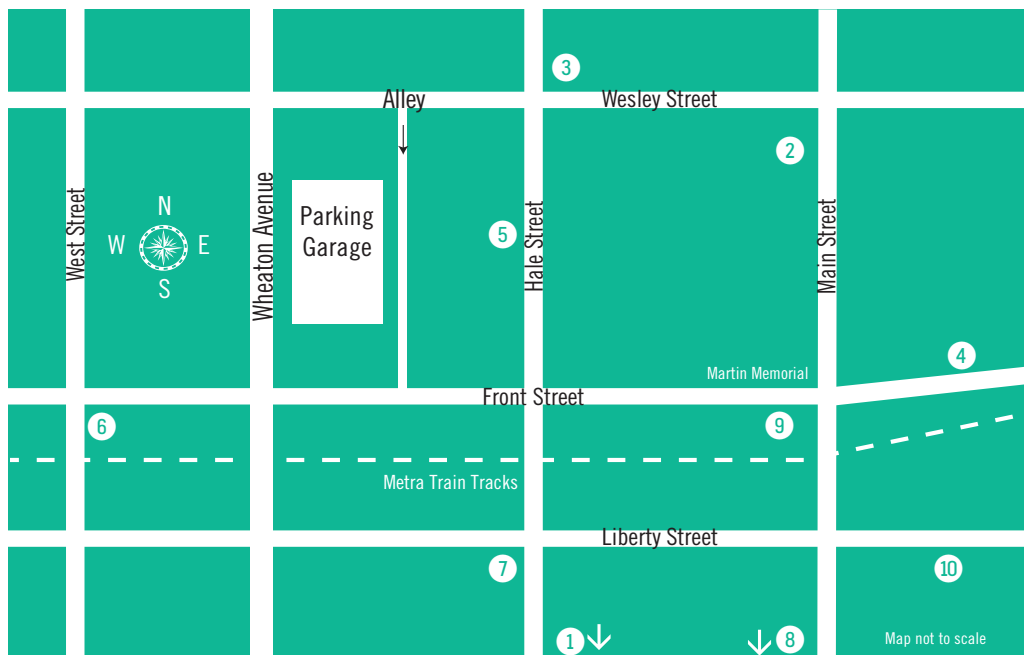 3
Alley
Wesley Street
2
West Street
N
W
E
S
Wheaton Avenue
Parking
Garage
5
Hale Street
Main Street
4
Martin Memorial
Front Street
6
9
Metra Train Tracks
Liberty Street
7
10
1
8
Map not to scale